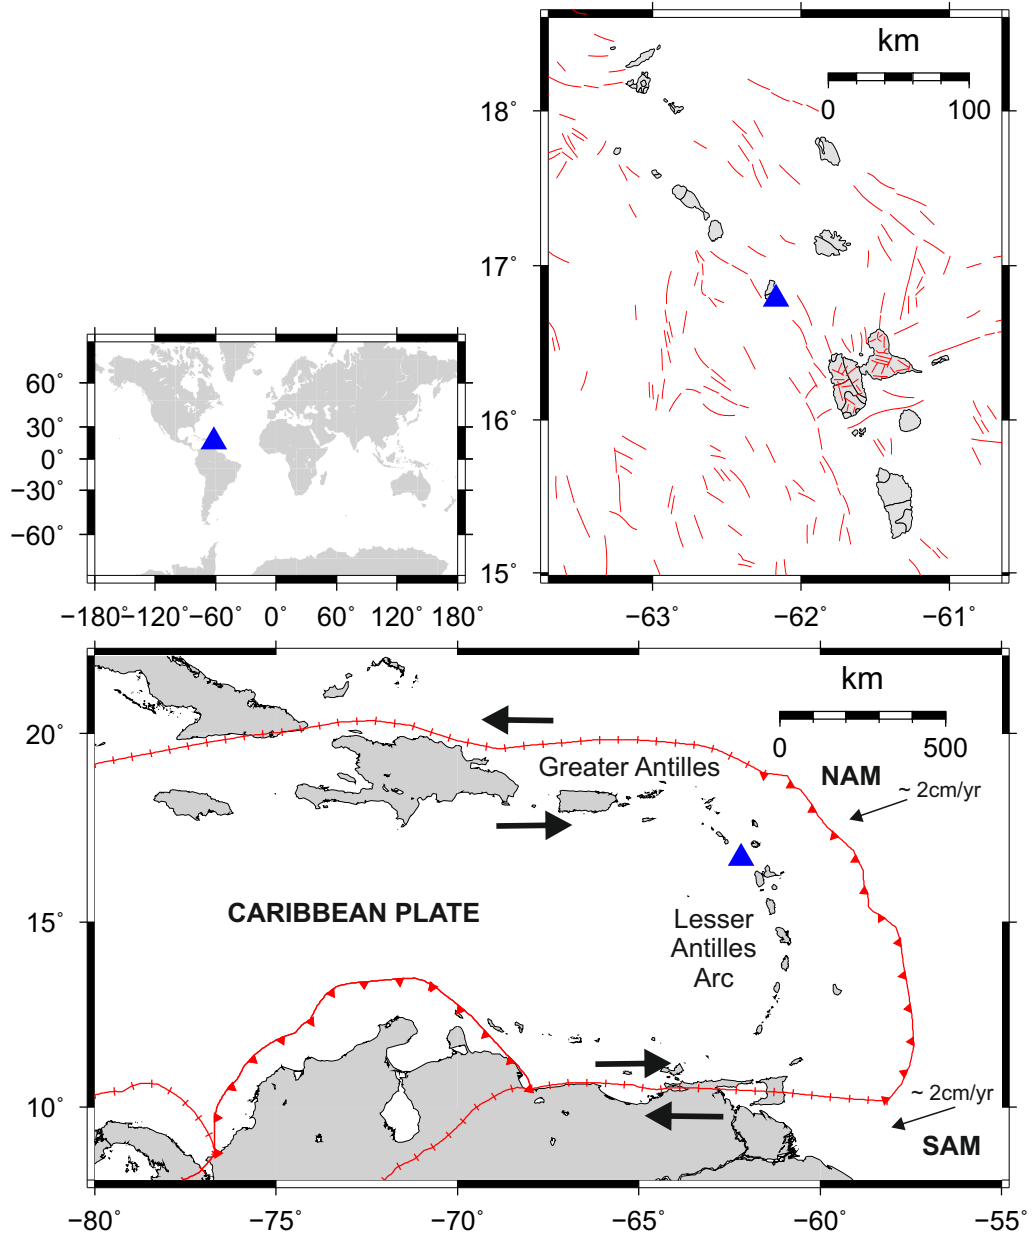 km
0 100
18°
17°
16°
15°
−63° −62° −61°
60°
30°
0°
−30°
−60°
−180° −120° −60° 0° 60° 120° 180°
km
0 500
20°
15°
10°
Greater Antilles
NAM
~ 2cm/yr
CARIBBEAN PLATE
Lesser
Antilles
Arc
~ 2cm/yr
SAM
−80° −75° −70° −65° −60° −55°